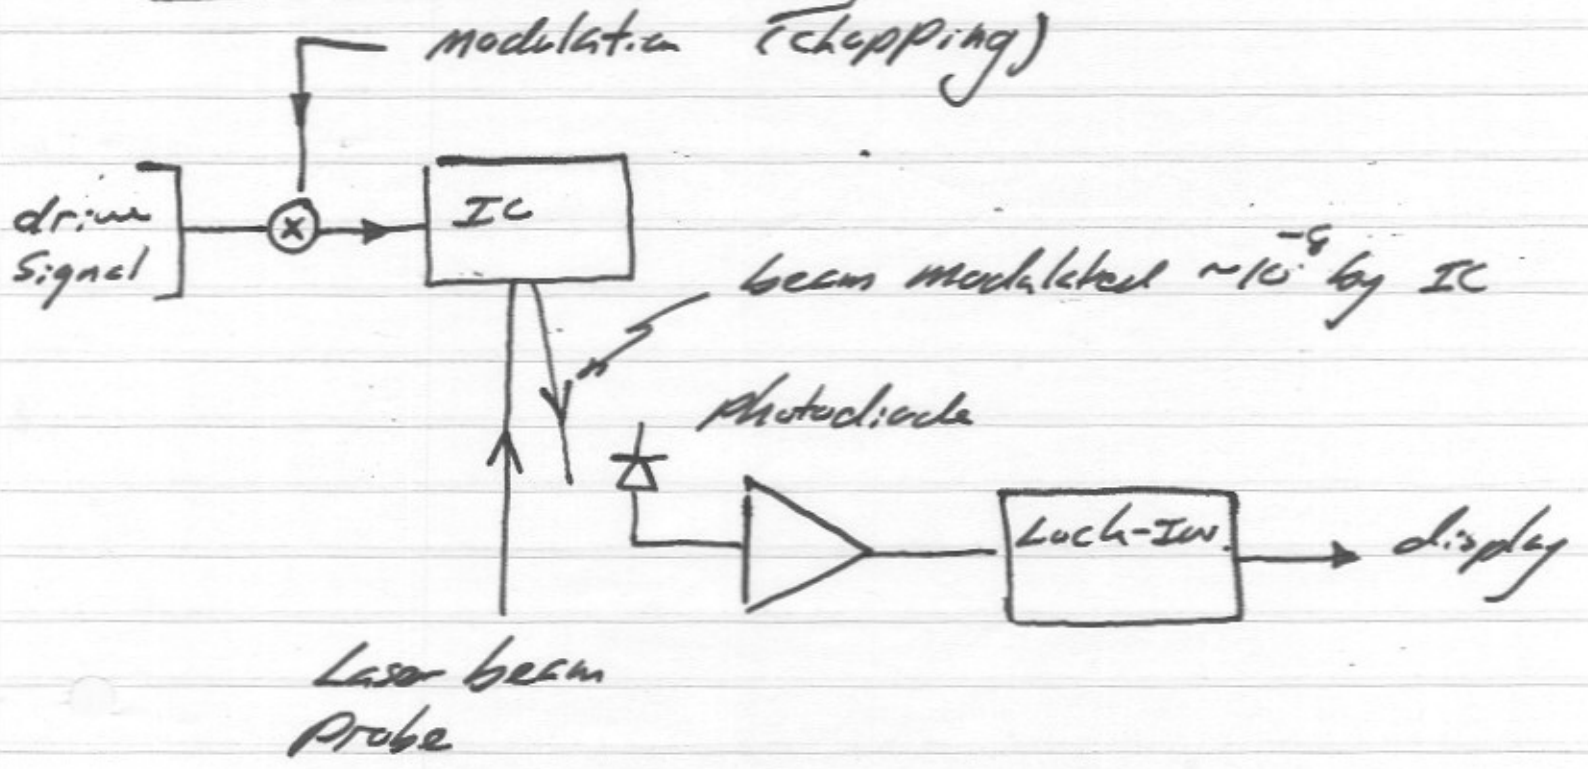 modulation (chopping)
drive
signal
IC
beam modulated ~10⁻⁸ by IC
photodiode
Lock-In
display
Laser beam
Probe